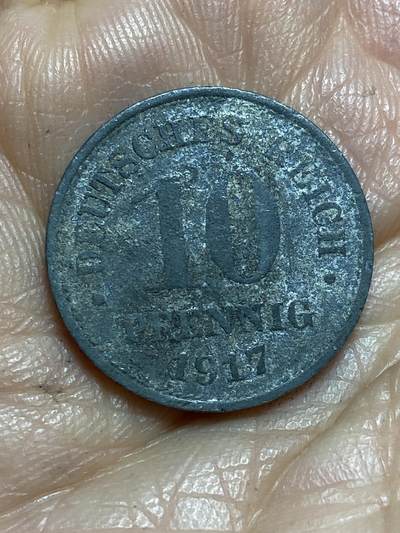 DEUTSCHES REICH
10
PFENNIG
1917